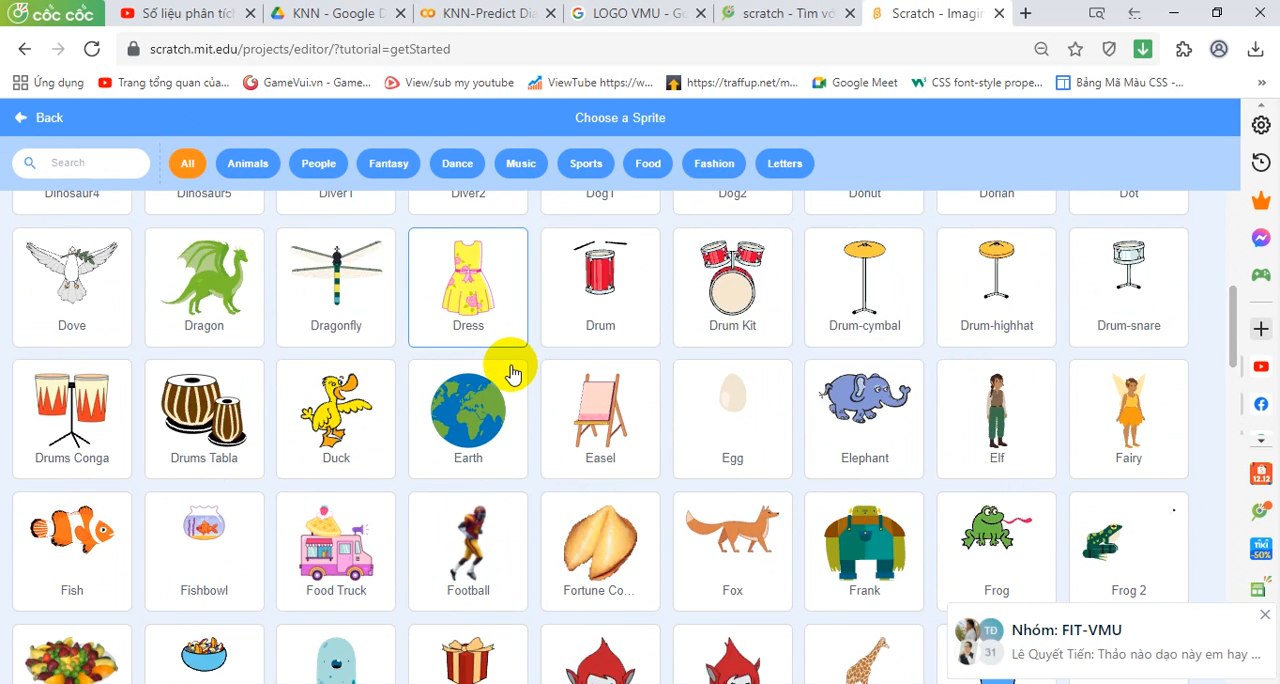 cốc cốc
Số liệu phân tích
KNN - Google D
KNN-Predict Dia
LOGO VMU - Go
scratch - Tìm vớ
Scratch - Imagin
scratch.mit.edu/projects/editor/?tutorial=getStarted
Ứng dụng
Trang tổng quan của...
GameVui.vn - Game...
View/sub my youtube
ViewTube https://w...
https://traffup.net/m...
Google Meet
CSS font-style prope...
Bảng Mã Màu CSS -...
Back
Choose a Sprite
Search
All
Animals
People
Fantasy
Dance
Music
Sports
Food
Fashion
Letters
Dinosaur4
Dinosaur5
Diver1
Diver2
Dog1
Dog2
Donut
Dorian
Dot
Dove
Dragon
Dragonfly
Dress
Drum
Drum Kit
Drum-cymbal
Drum-highhat
Drum-snare
Drums Conga
Drums Tabla
Duck
Earth
Easel
Egg
Elephant
Elf
Fairy
12.12
Fish
Fishbowl
Food Truck
Football
Fortune Co...
Fox
Frank
Frog
Frog 2
TIKI
-50%
TĐ
31
Nhóm: FIT-VMU
Lê Quyết Tiến: Thảo nào dạo này em hay ...